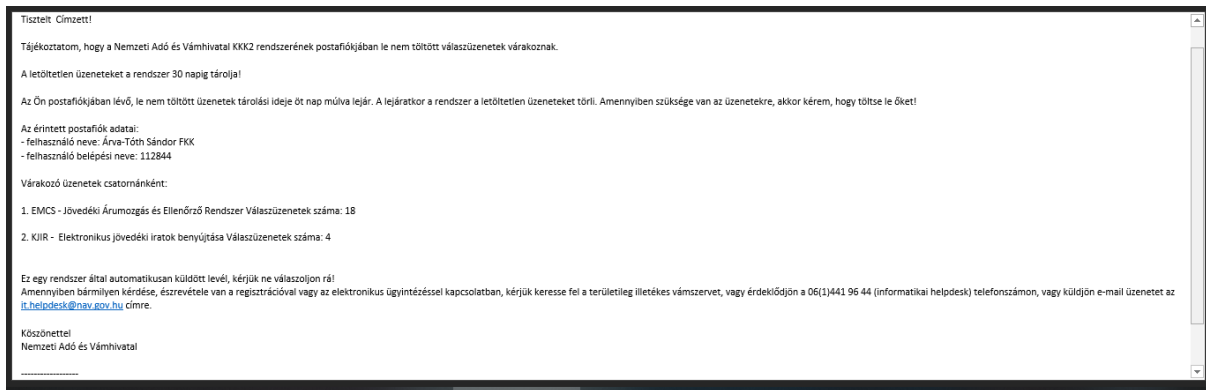 Tisztelt Címzett!
Tájékoztatom, hogy a Nemzeti Adó és Vámhivatal KKK2 rendszerének postafiókjában le nem töltött válaszüzenetek várakoznak.
A letöltetlen üzeneteket a rendszer 30 napig tárolja!
Az Ön postafiókjában lévő, le nem töltött üzenetek tárolási ideje öt nap múlva lejár. A lejáratkor a rendszer a letöltetlen üzeneteket törli. Amennyiben szüksége van az üzenetekre, akkor kérem, hogy töltse le őket!
Az érintett postafiók adatai:
- felhasználó neve: Árva-Tóth Sándor FKK
- felhasználó belépési neve: 112844
Várakozó üzenetek csatornánként:
1. EMCS - Jövedéki Árumozgás és Ellenőrző Rendszer Válaszüzenetek száma: 18
2. KJIR - Elektronikus jövedéki iratok benyújtása Válaszüzenetek száma: 4
Ez egy rendszer által automatikusan küldött levél, kérjük ne válaszoljon rá!
Amennyiben bármilyen kérdése, észrevétele van a regisztrációval vagy az elektronikus ügyintézéssel kapcsolatban, kérjük keresse fel a területileg illetékes vámszervet, vagy érdeklődjön a 06(1)441 96 44 (informatikai helpdesk) telefonszámon, vagy küldjön e-mail üzenetet az
it.helpdesk@nav.gov.hu címre.
Köszönettel
Nemzeti Adó és Vámhivatal
------------------